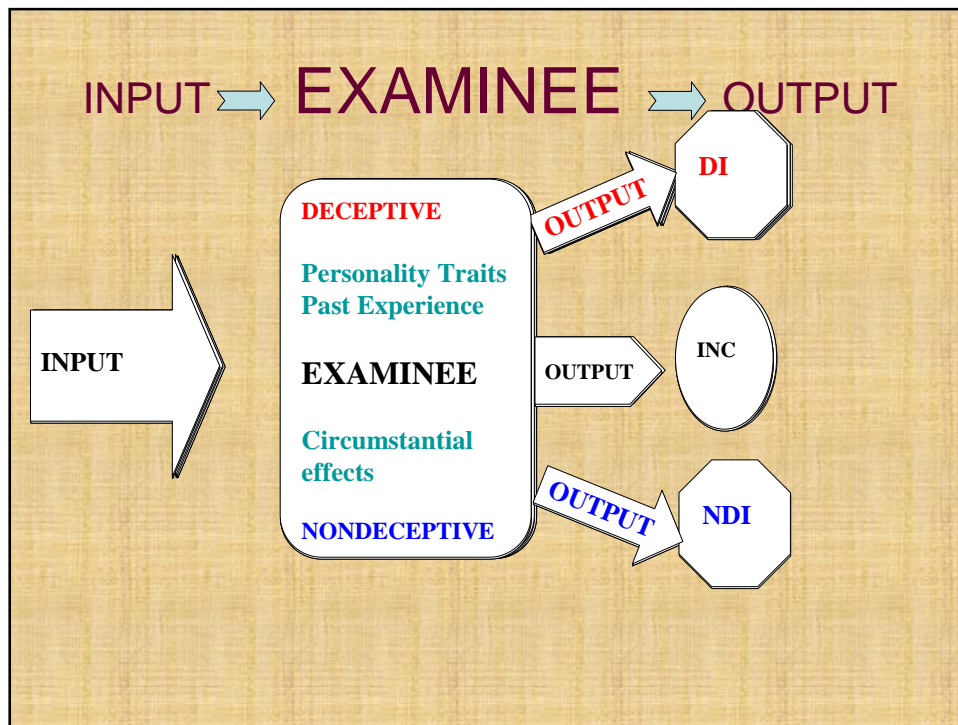 INPUT EXAMINEE OUTPUT
DECEPTIVE
Personality Traits
Past Experience
EXAMINEE
Circumstantial
effects
NONDECEPTIVE
INPUT
OUTPUT
DI
OUTPUT
INC
OUTPUT
NDI